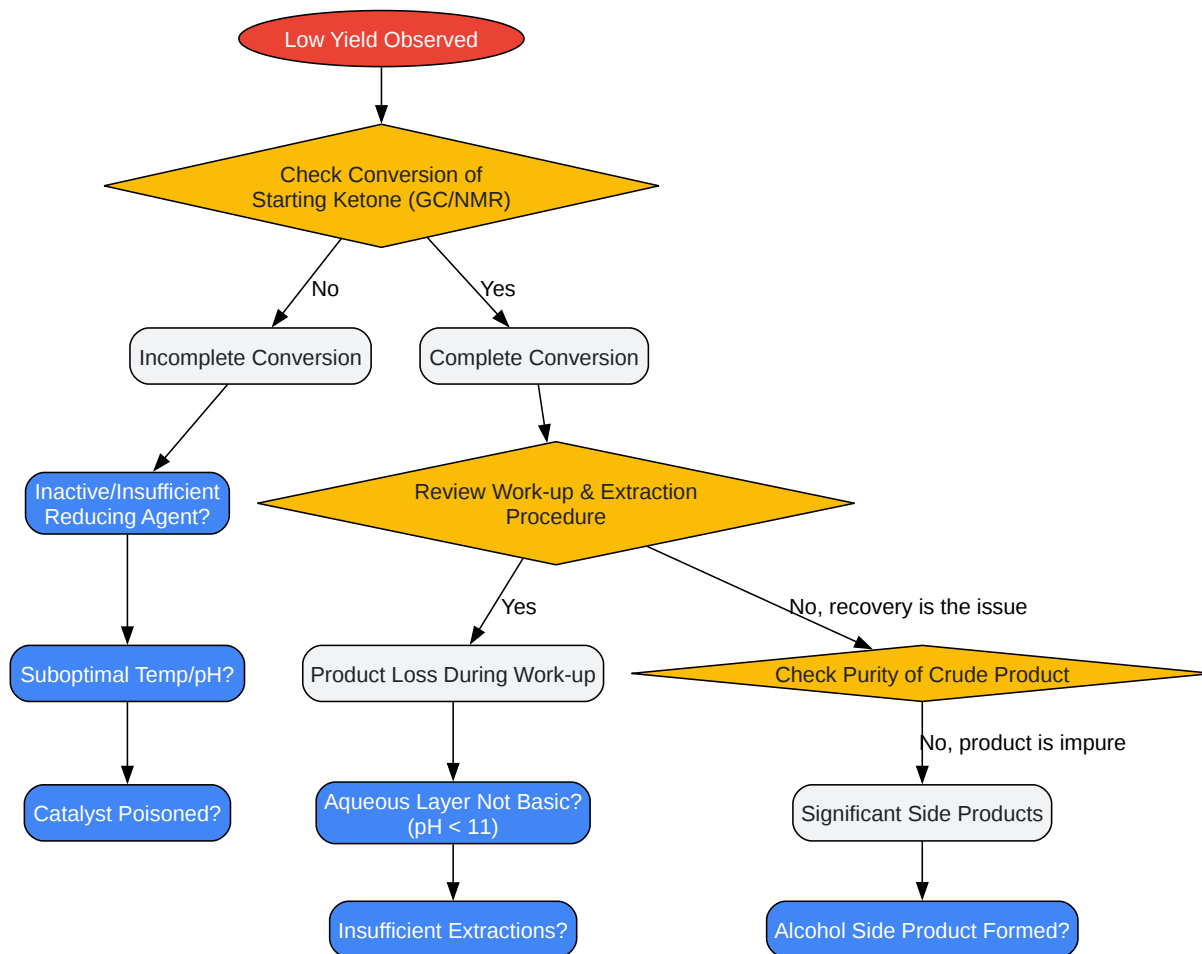 Low Yield Observed
Check Conversion of
Starting Ketone (GC/NMR)
No
Yes
Incomplete Conversion
Complete Conversion
Inactive/Insufficient
Reducing Agent?
Review Work-up & Extraction
Procedure
Yes
No, recovery is the issue
Suboptimal Temp/pH?
Product Loss During Work-up
Check Purity of Crude Product
No, product is impure
Catalyst Poisoned?
Aqueous Layer Not Basic?
(pH < 11)
Significant Side Products
Insufficient Extractions?
Alcohol Side Product Formed?